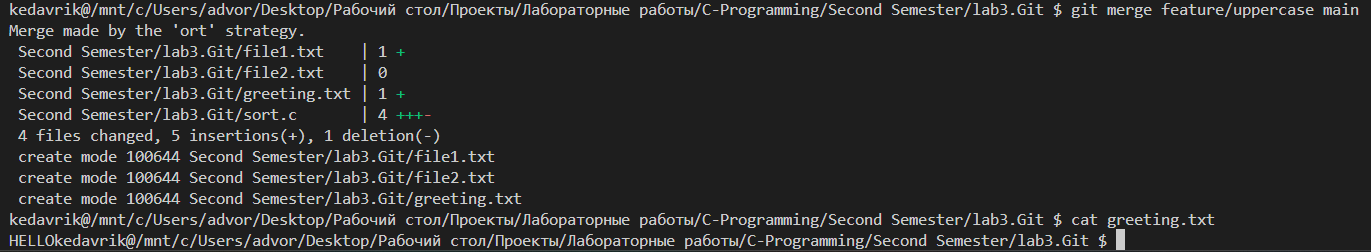 kedavrik@/mnt/c/Users/advor/Desktop/Рабочий стол/Проекты/Лабораторные работы/C-Programming/Second Semester/lab3.Git $ git merge feature/uppercase main
Merge made by the 'ort' strategy.
 Second Semester/lab3.Git/file1.txt    | 1 +
 Second Semester/lab3.Git/file2.txt    | 0
 Second Semester/lab3.Git/greeting.txt | 1 +
 Second Semester/lab3.Git/sort.c       | 4 +++-
 4 files changed, 5 insertions(+), 1 deletion(-)
 create mode 100644 Second Semester/lab3.Git/file1.txt
 create mode 100644 Second Semester/lab3.Git/file2.txt
 create mode 100644 Second Semester/lab3.Git/greeting.txt
kedavrik@/mnt/c/Users/advor/Desktop/Рабочий стол/Проекты/Лабораторные работы/C-Programming/Second Semester/lab3.Git $ cat greeting.txt
HELLOkedavrik@/mnt/c/Users/advor/Desktop/Рабочий стол/Проекты/Лабораторные работы/C-Programming/Second Semester/lab3.Git $